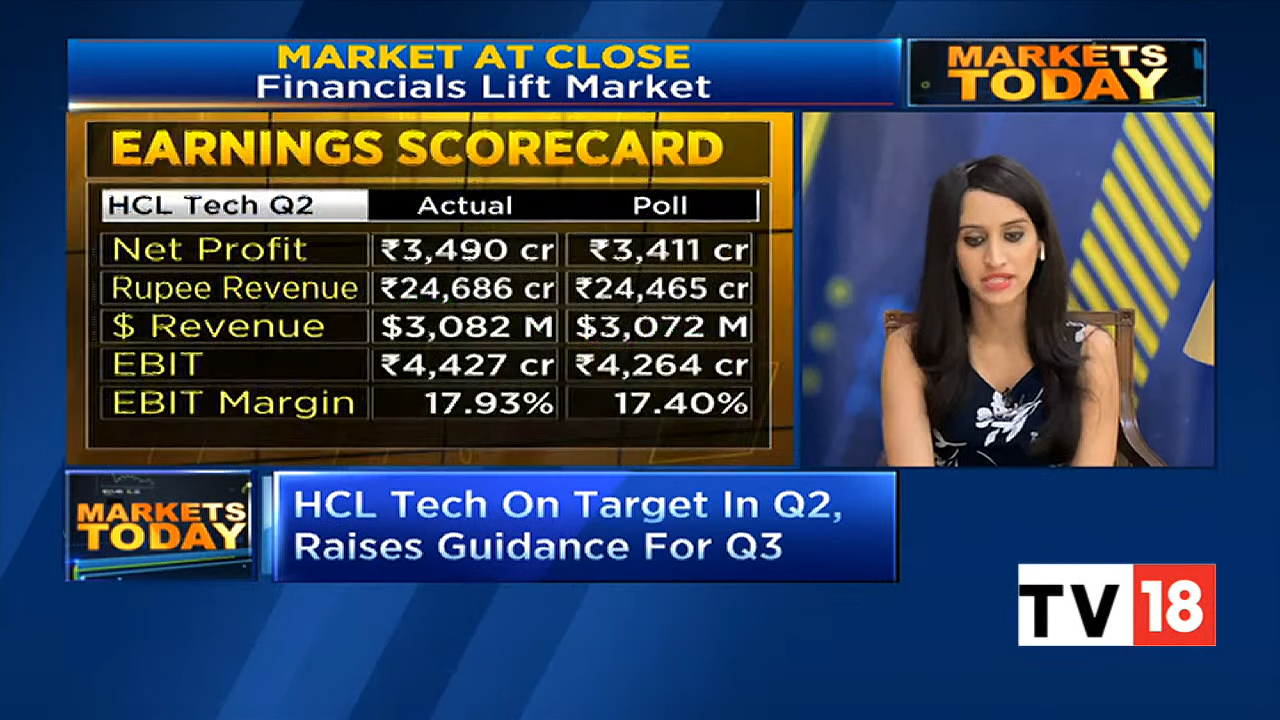 MARKET AT CLOSE
Financials Lift Market
MARKETS
TODAY
EARNINGS SCORECARD
HCL Tech Q2 Actual Poll
Net Profit ₹3,490 cr ₹3,411 cr
Rupee Revenue ₹24,686 cr ₹24,465 cr
$ Revenue $3,082 M $3,072 M
EBIT ₹4,427 cr ₹4,264 cr
EBIT Margin 17.93% 17.40%
MARKETS
TODAY
HCL Tech On Target In Q2,
Raises Guidance For Q3
TV18